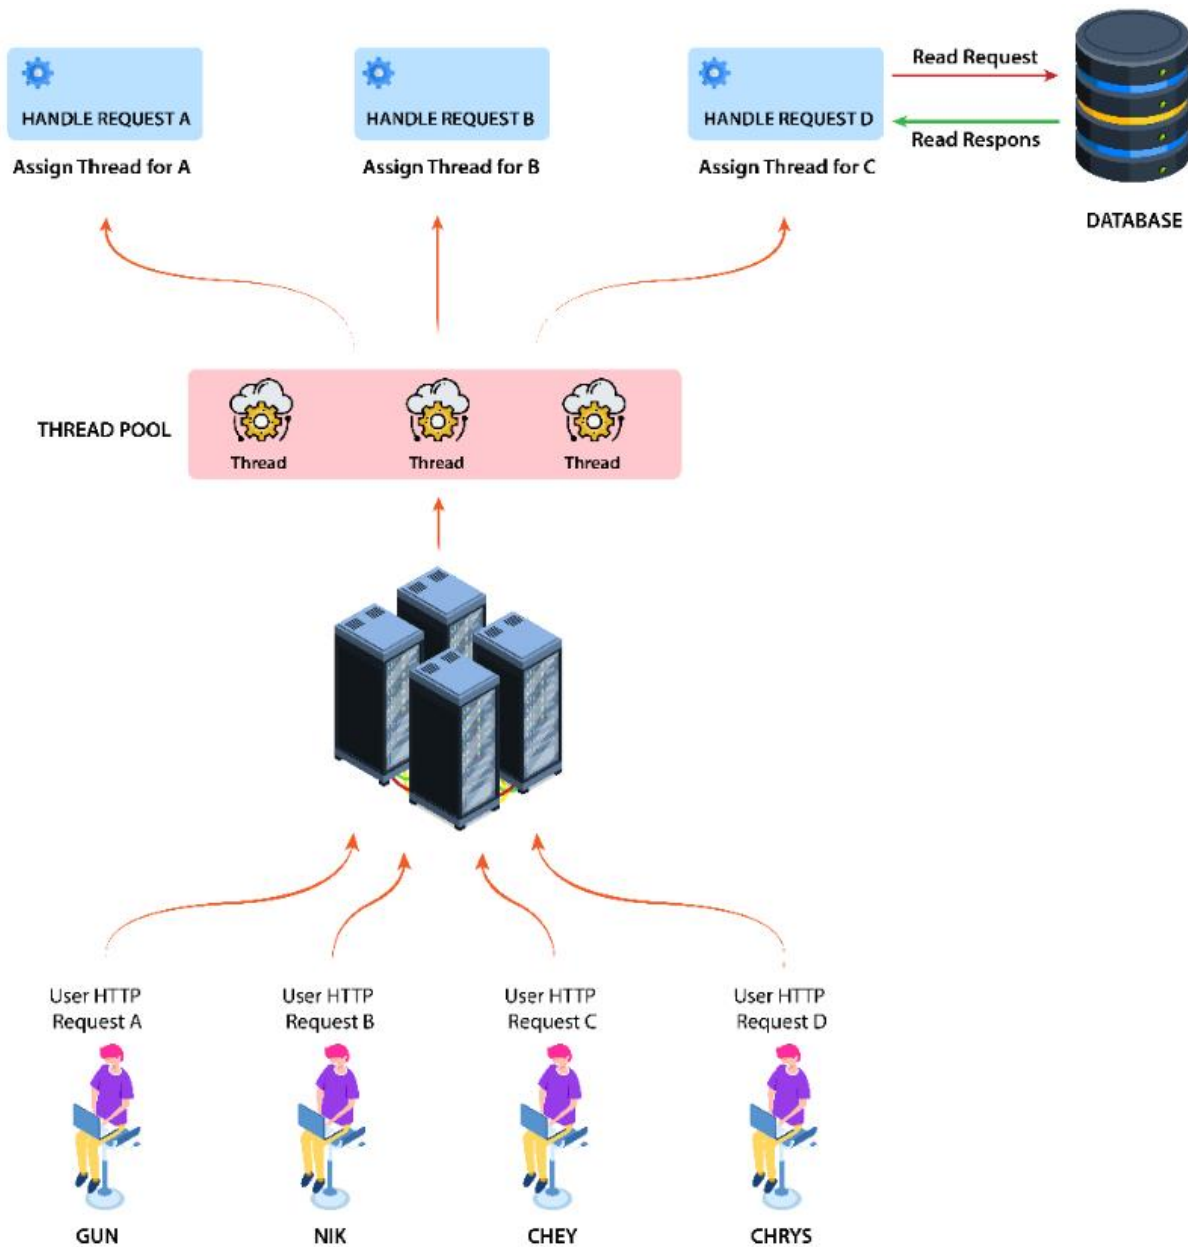 Read Request
HANDLE REQUEST A
HANDLE REQUEST B
HANDLE REQUEST D
Read Respons
Assign Thread for A
Assign Thread for B
Assign Thread for C
DATABASE
THREAD POOL
Thread
Thread
Thread
User HTTP
Request A
User HTTP
Request B
User HTTP
Request C
User HTTP
Request D
GUN
NIK
CHEY
CHRYS